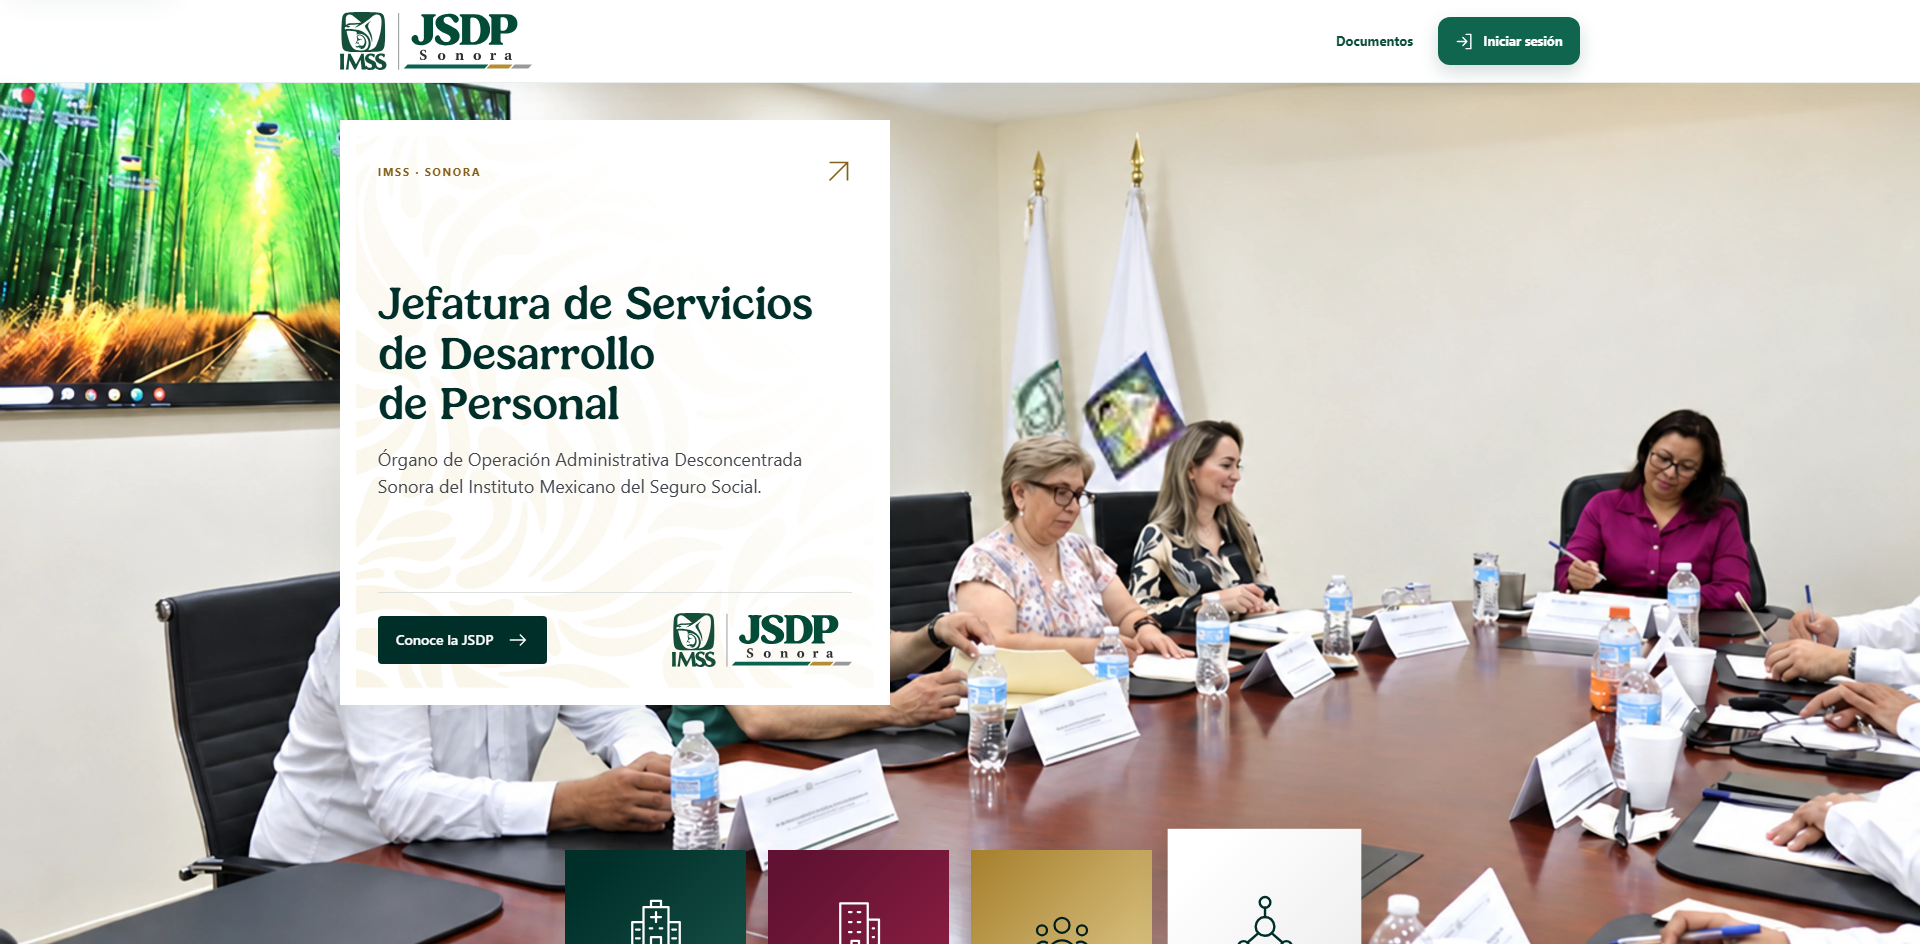 IMSS
JSDP
Sonora
Documentos
Iniciar sesión
IMSS · SONORA
Jefatura de Servicios
de Desarrollo
de Personal
Órgano de Operación Administrativa Desconcentrada
Sonora del Instituto Mexicano del Seguro Social.
Conoce la JSDP
IMSS
JSDP
Sonora